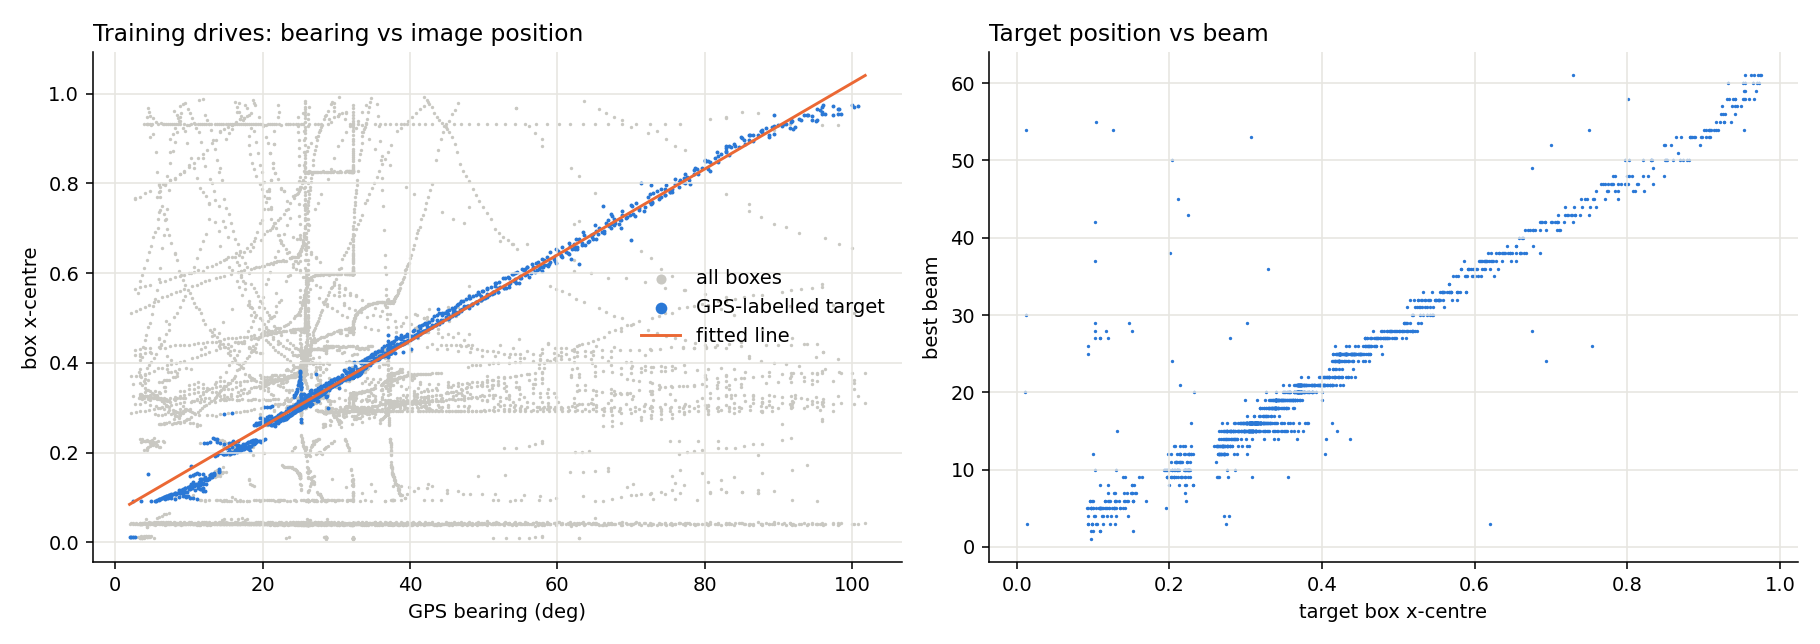 Training drives: bearing vs image position
box x-centre
1.0
0.8
0.6
0.4
0.2
0.0
all boxes
GPS-labelled target
fitted line
0 20 40 60 80 100
GPS bearing (deg)
Target position vs beam
best beam
60
50
40
30
20
10
0
0.0 0.2 0.4 0.6 0.8 1.0
target box x-centre